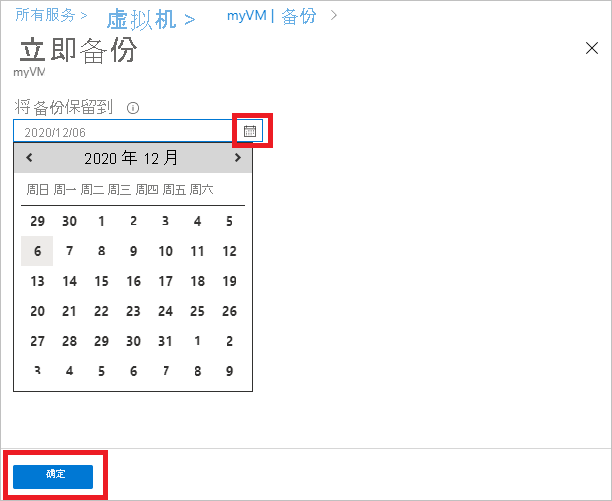 所有服务 > 虚拟机 > myVM | 备份 >
立即备份
myVM
将备份保留到
2020/12/06
2020 年 12 月
周日 周一 周二 周三 周四 周五 周六
29 30 1 2 3 4 5
6 7 8 9 10 11 12
13 14 15 16 17 18 19
20 21 22 23 24 25 26
27 28 29 30 31 1 2
3 4 5 6 7 8 9
确定